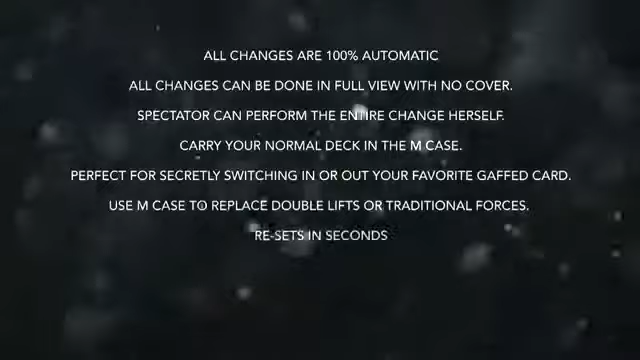 ALL CHANGES ARE 100% AUTOMATIC
ALL CHANGES CAN BE DONE IN FULL VIEW WITH NO COVER.
SPECTATOR CAN PERFORM THE ENTIRE CHANGE HERSELF.
CARRY YOUR NORMAL DECK IN THE M CASE.
PERFECT FOR SECRETLY SWITCHING IN OR OUT YOUR FAVORITE GAFFED CARD.
USE M CASE TO REPLACE DOUBLE LIFTS OR TRADITIONAL FORCES.
RE-SETS IN SECONDS